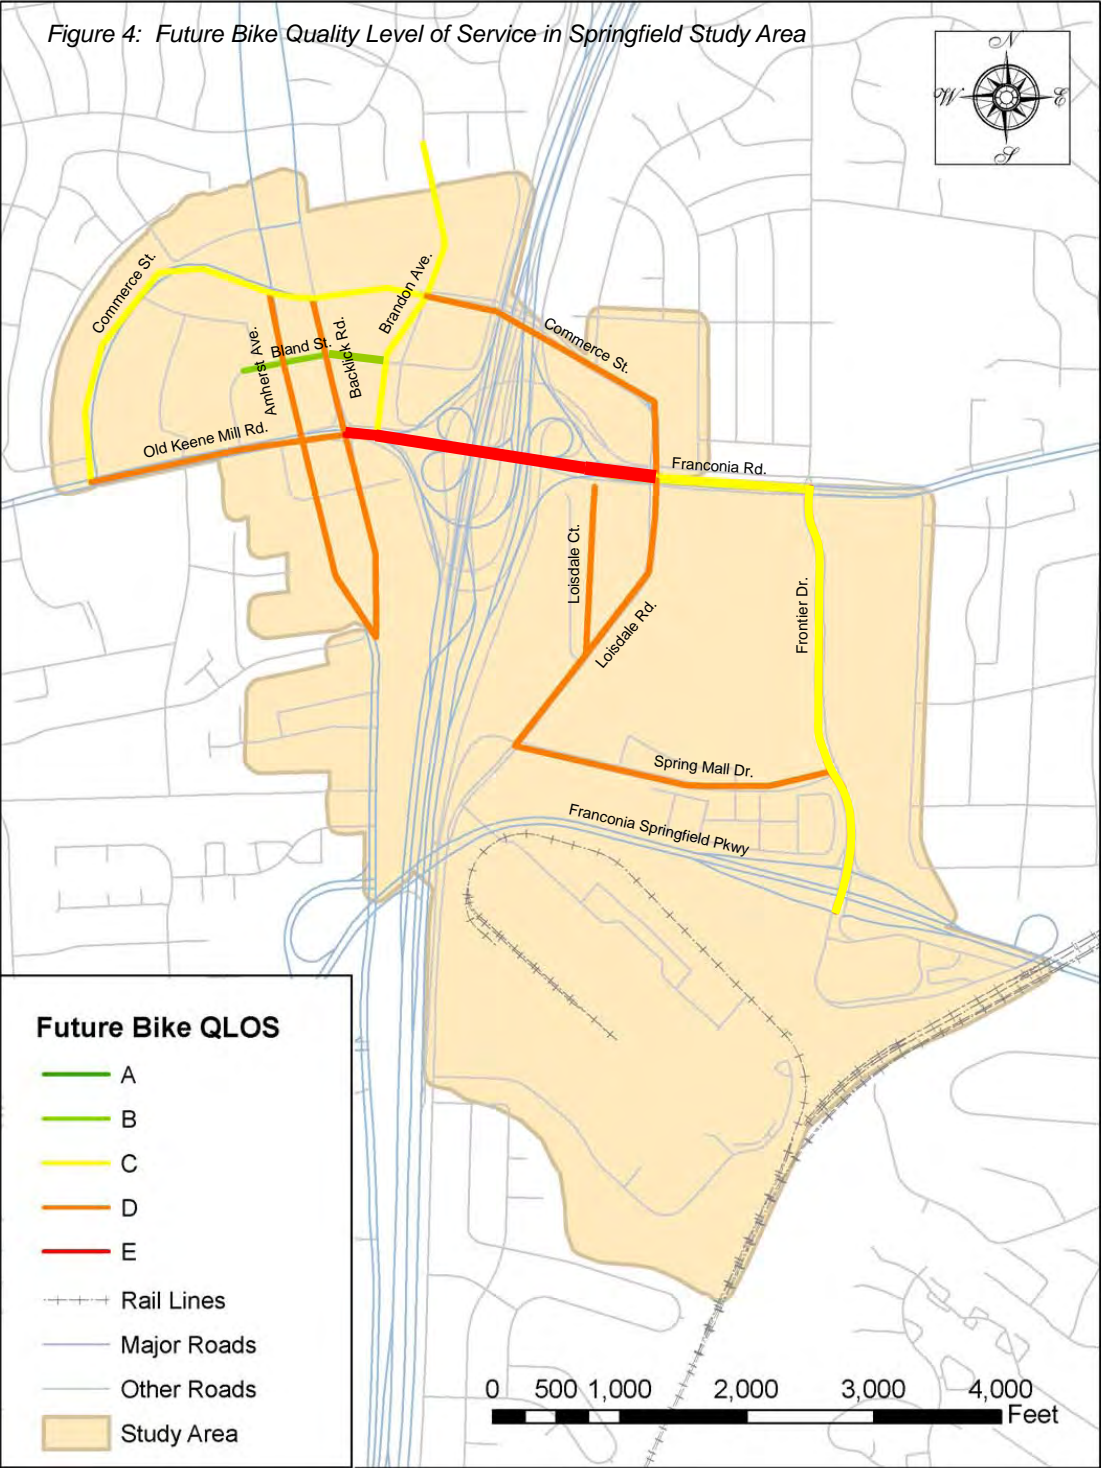 Figure 4: Future Bike Quality Level of Service in Springfield Study Area
N
W
E
S
Commerce St.
Brandon Ave.
Commerce St.
Amherst Ave.
Bland St.
Backlick Rd.
Old Keene Mill Rd.
Franconia Rd.
Loisdale Ct.
Loisdale Rd.
Frontier Dr.
Spring Mall Dr.
Franconia Springfield Pkwy
Future Bike QLOS
A
B
C
D
E
Rail Lines
Major Roads
Other Roads
Study Area
0 500 1,000 2,000 3,000 4,000
Feet